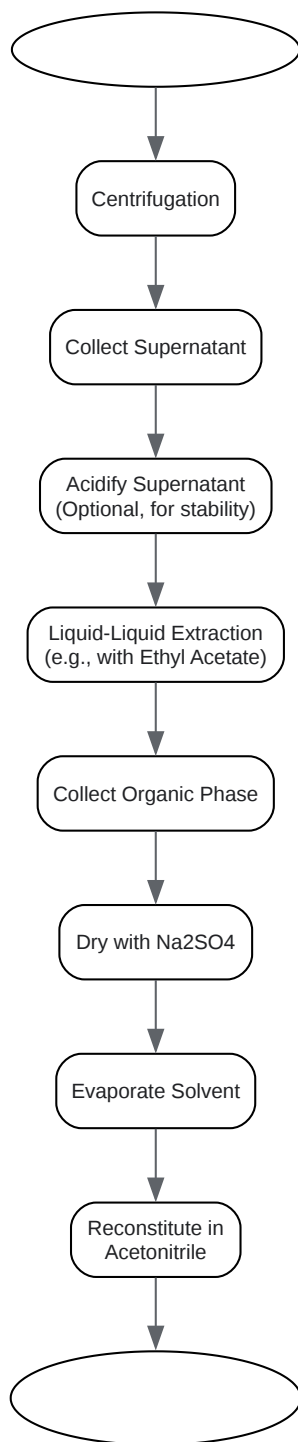 Centrifugation
Collect Supernatant
Acidify Supernatant
(Optional, for stability)
Liquid-Liquid Extraction
(e.g., with Ethyl Acetate)
Collect Organic Phase
Dry with Na2SO4
Evaporate Solvent
Reconstitute in
Acetonitrile